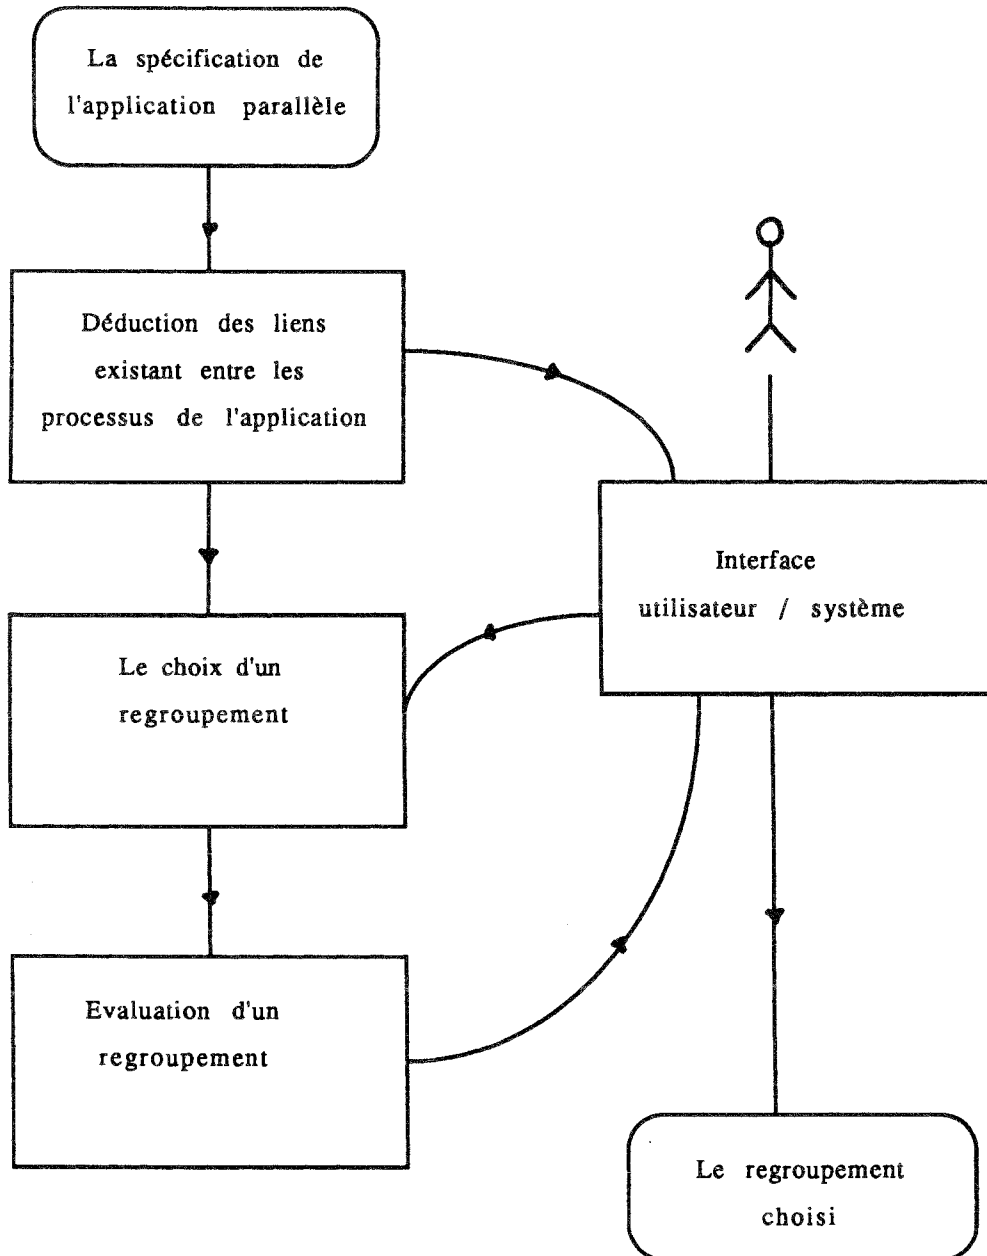 La spécification de
l'application parallèle
Déduction des liens
existant entre les
processus de l'application
Interface
utilisateur / système
Le choix d'un
regroupement
Evaluation d'un
regroupement
Le regroupement
choisi